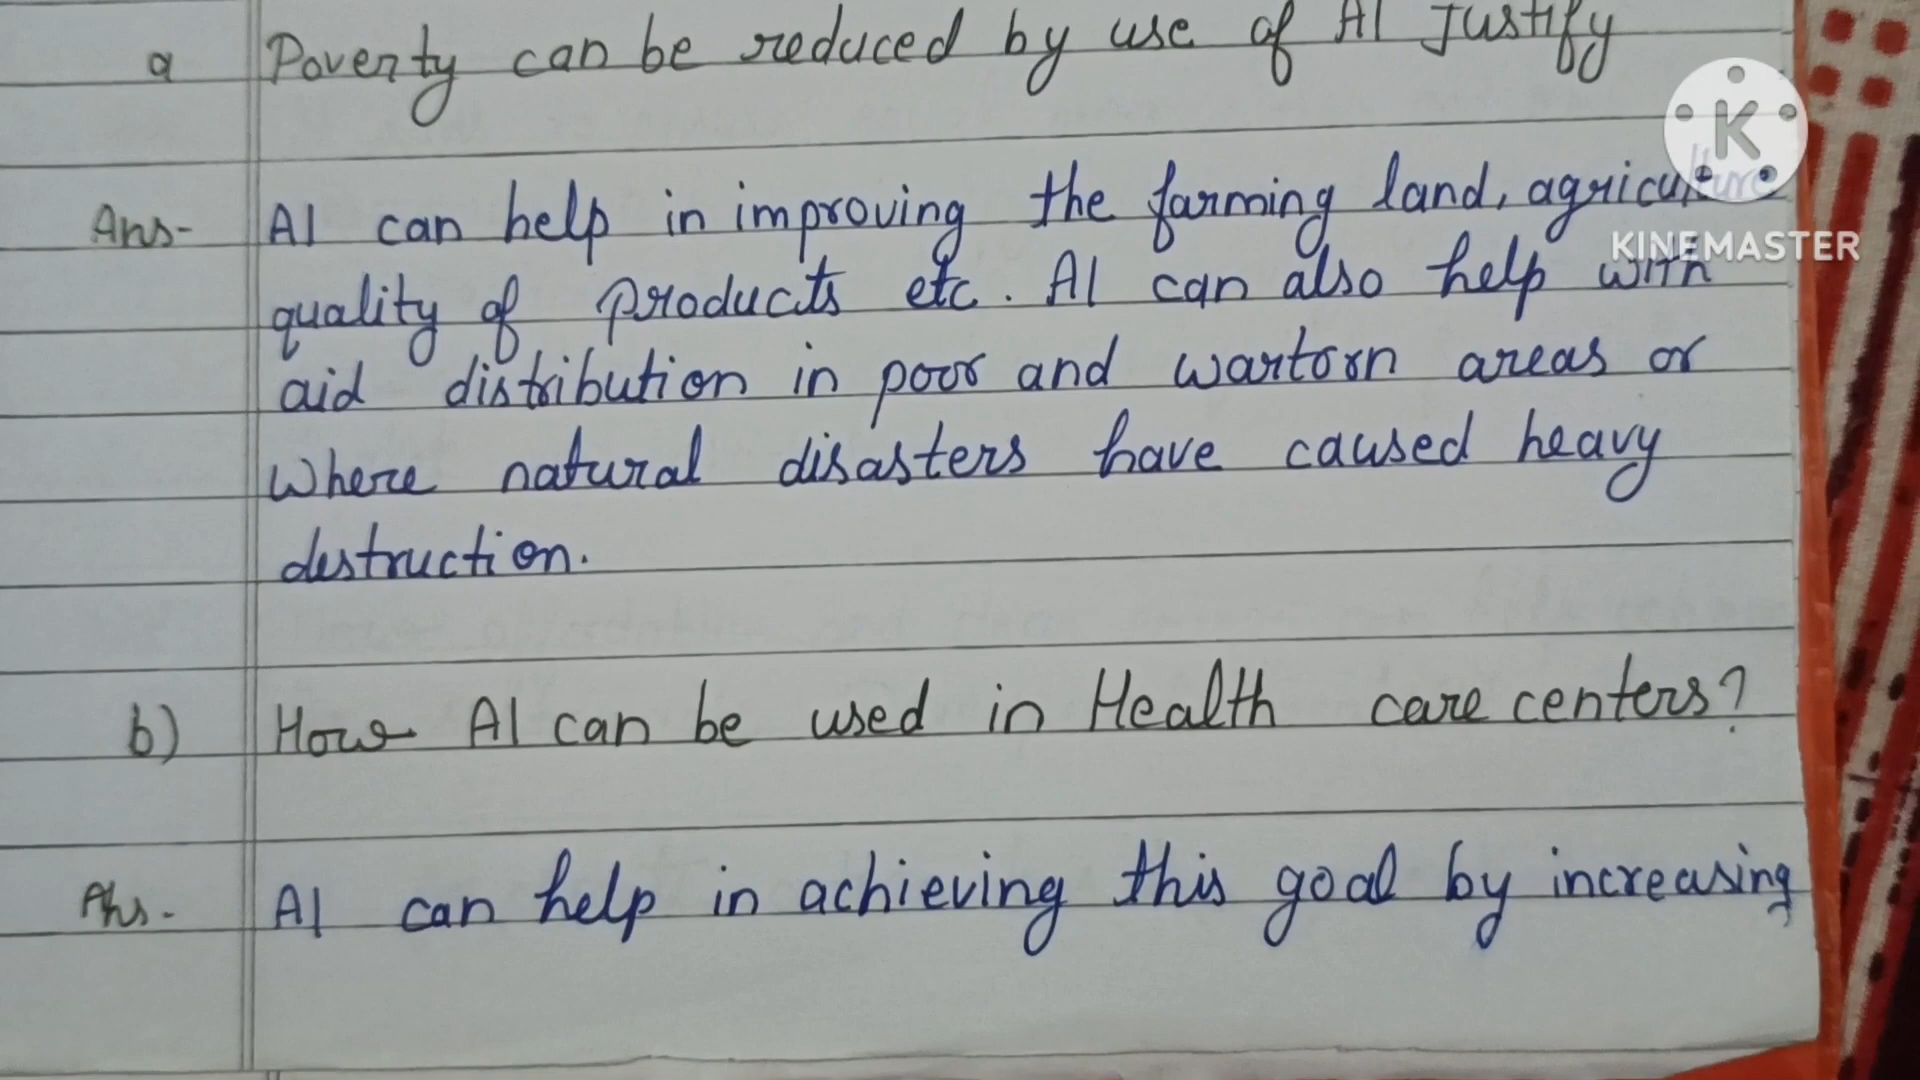 a Poverty can be reduced by use of AI Justify
Ans- AI can help in improving the farming land, agriculture
KINEMASTER
quality of products etc. AI can also help with
aid distribution in poor and wartorn areas or
Where natural disasters have caused heavy
destruction.
b) How AI can be used in Health care centers?
Ans- AI can help in achieving this goal by increasing